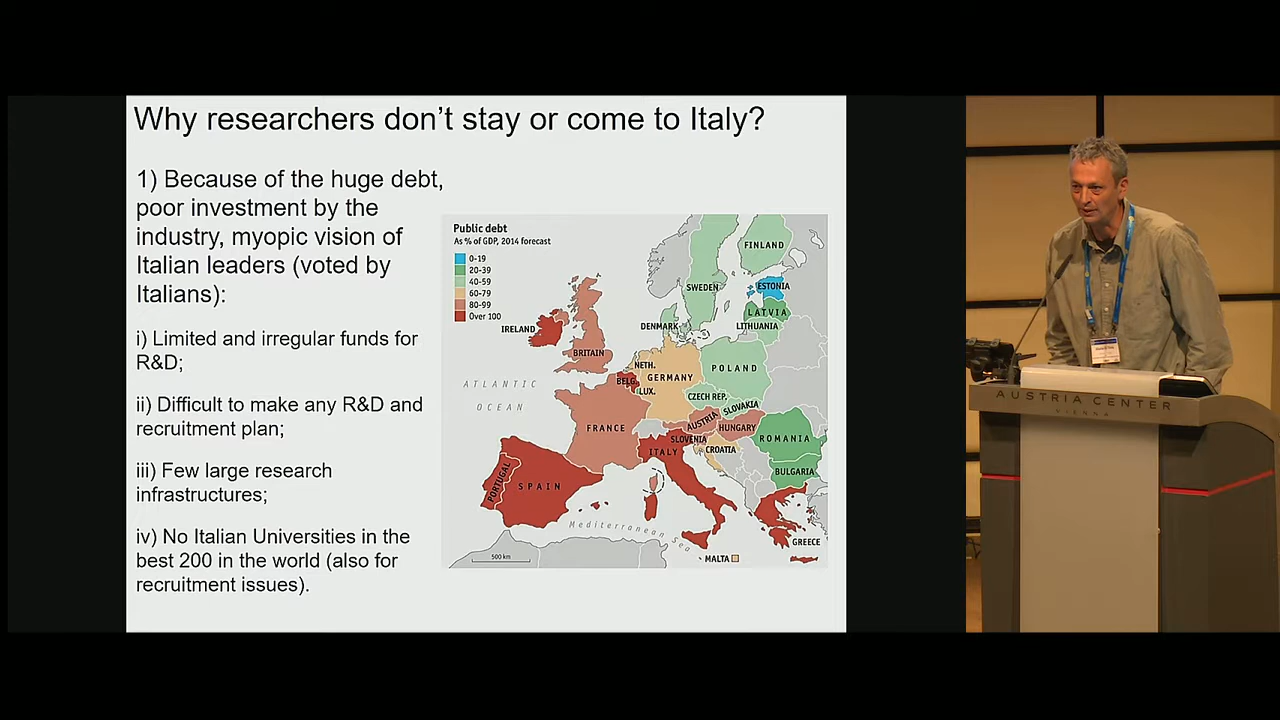 Why researchers don't stay or come to Italy?
1) Because of the huge debt,
poor investment by the
industry, myopic vision of
Italian leaders (voted by
Italians):
i) Limited and irregular funds for
R&D;
ii) Difficult to make any R&D and
recruitment plan;
iii) Few large research
infrastructures;
iv) No Italian Universities in the
best 200 in the world (also for
recruitment issues).
Public debt
As % of GDP, 2014 forecast
0-19
20-39
40-59
60-79
80-99
Over 100
FINLAND
SWEDEN
ESTONIA
LATVIA
LITHUANIA
DENMARK
IRELAND
BRITAIN
NETH.
BELG.
LUX.
GERMANY
POLAND
ATLANTIC
OCEAN
CZECH REP.
SLOVAKIA
AUSTRIA
HUNGARY
FRANCE
SLOVENIA
ROMANIA
ITALY
CROATIA
BULGARIA
PORTUGAL
SPAIN
Mediterranean Sea
GREECE
500 km
MALTA
AUSTRIA CENTER
VIENNA